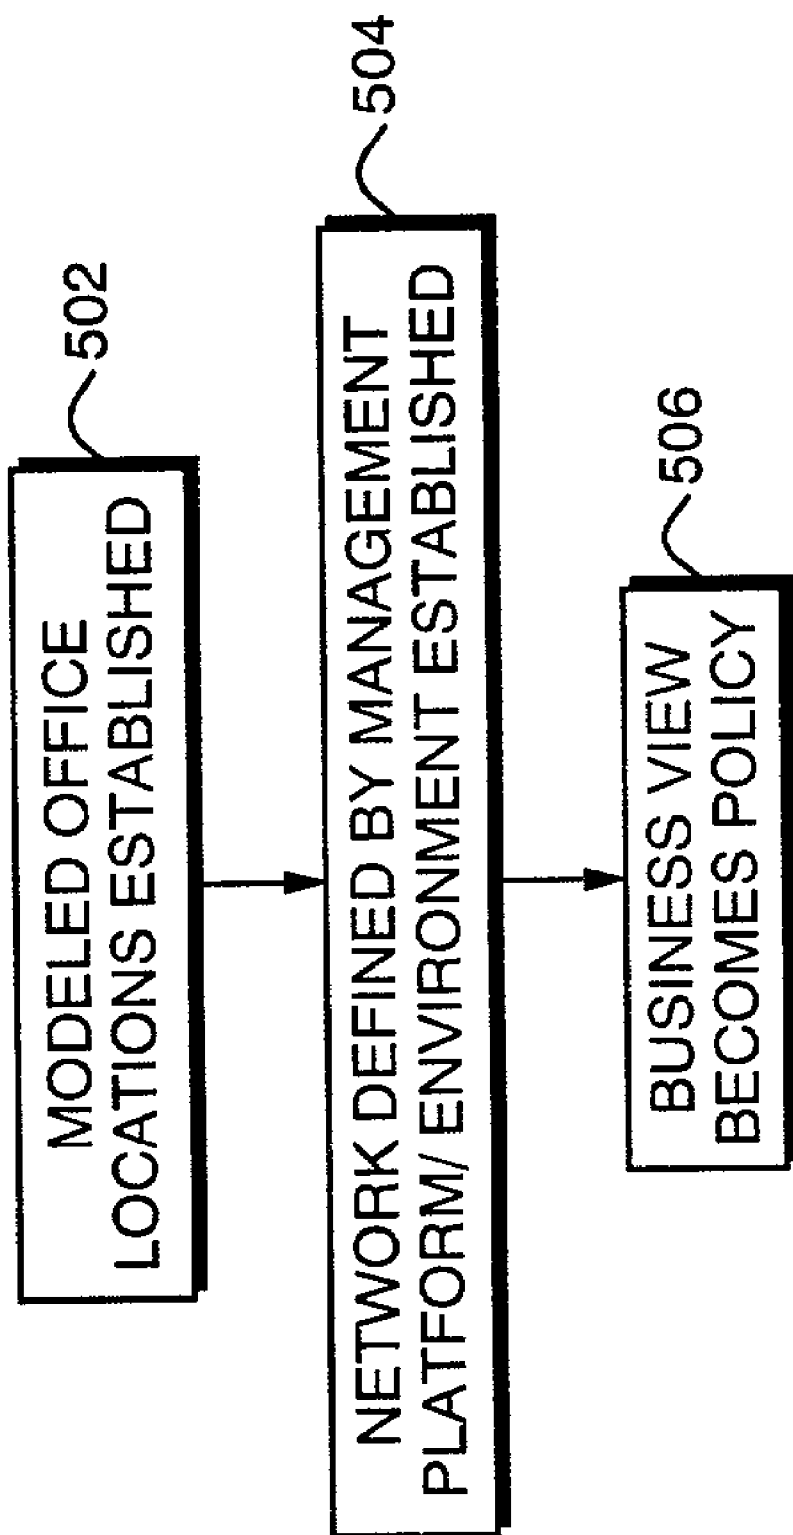 502
MODELED OFFICE
LOCATIONS ESTABLISHED
504
NETWORK DEFINED BY MANAGEMENT
PLATFORM/ ENVIRONMENT ESTABLISHED
506
BUSINESS VIEW
BECOMES POLICY